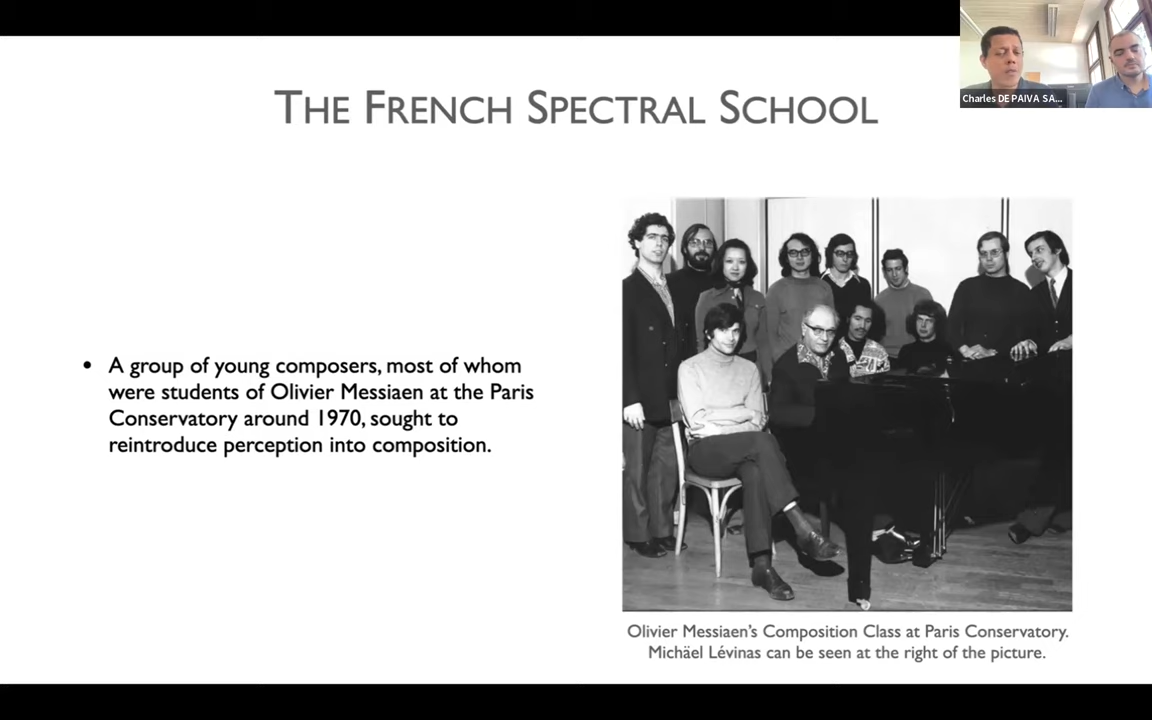 THE FRENCH SPECTRAL SCHOOL
Charles DE PAIVA SA...
• A group of young composers, most of whom
were students of Olivier Messiaen at the Paris
Conservatory around 1970, sought to
reintroduce perception into composition.
Olivier Messiaen’s Composition Class at Paris Conservatory.
Michäel Lévinas can be seen at the right of the picture.